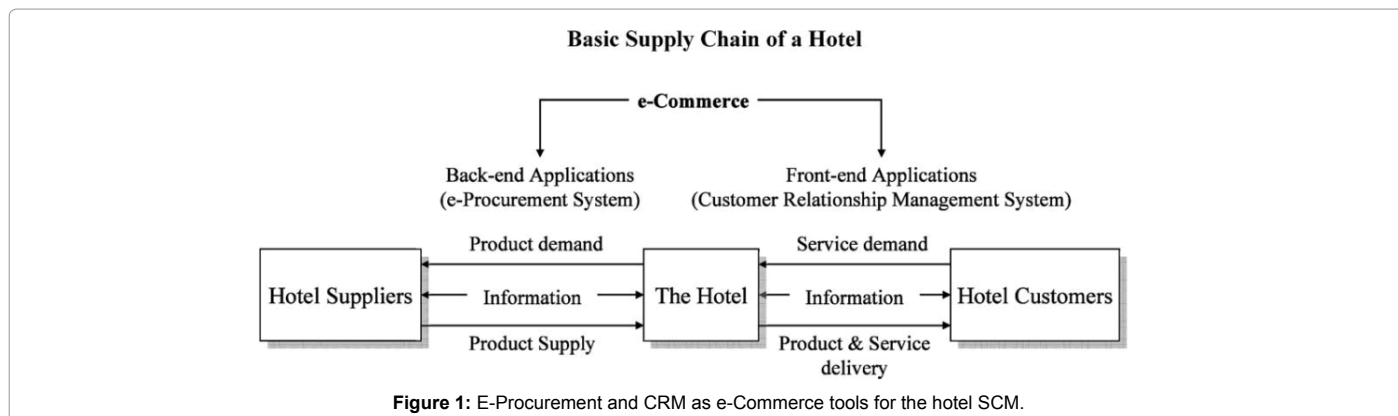 Basic Supply Chain of a Hotel
e-Commerce
Back-end Applications
(e-Procurement System)
Front-end Applications
(Customer Relationship Management System)
Product demand
Service demand
Hotel Suppliers
Information
The Hotel
Information
Hotel Customers
Product Supply
Product & Service
delivery
Figure 1: E-Procurement and CRM as e-Commerce tools for the hotel SCM.